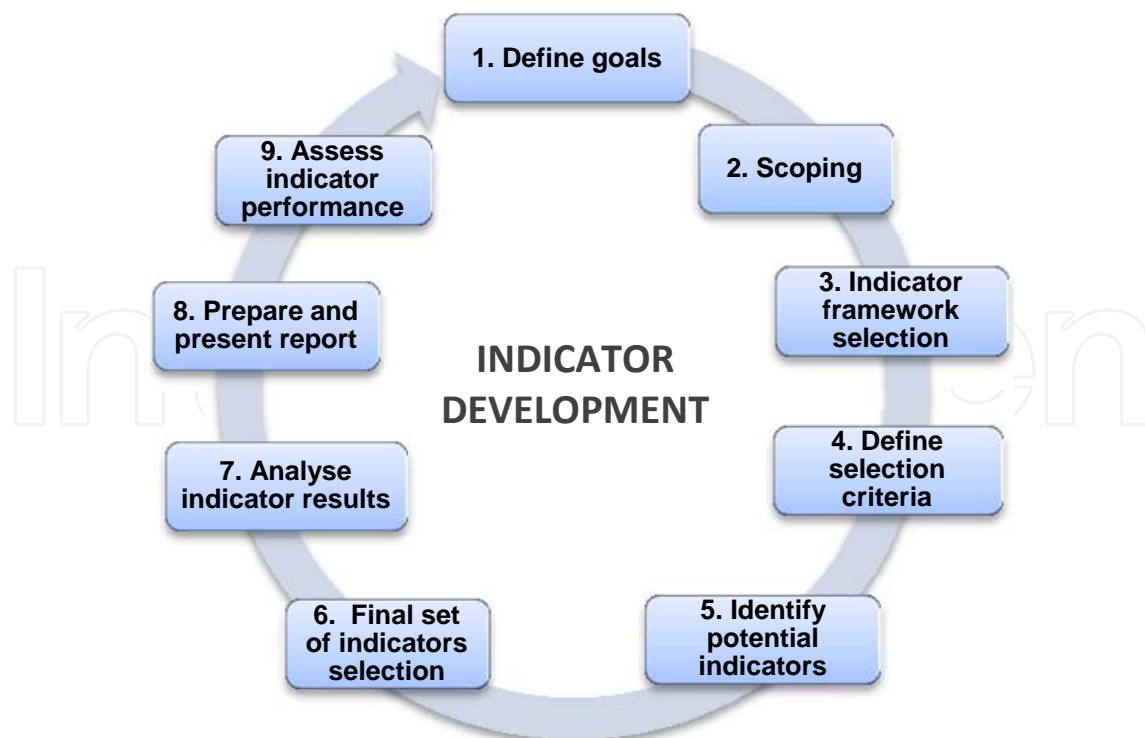 1. Define goals
2. Scoping
3. Indicator
framework
selection
4. Define
selection
criteria
5. Identify
potential
indicators
6. Final set
of indicators
selection
7. Analyse
indicator results
8. Prepare and
present report
9. Assess
indicator
performance
INDICATOR
DEVELOPMENT